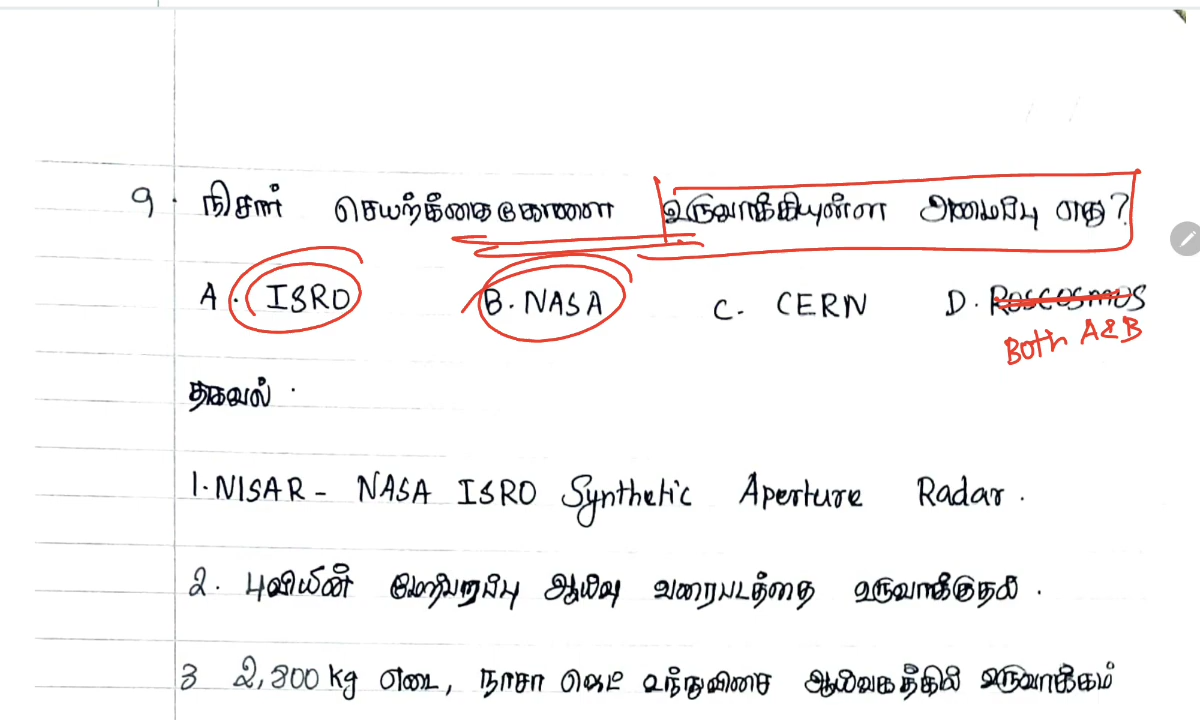 9. நிசார் செயற்கைகோளை உருவாக்கியுள்ள அமைப்பு எது?
A. ISRO B. NASA C. CERN D. Roscosmos
Both A&B
தகவல்.
1. NISAR - NASA ISRO Synthetic Aperture Radar.
2. புவியின் மேற்பரப்பு ஆய்வு வரைபடத்தை உருவாக்குதல்.
3 2,800 kg எடை, நாசா ஜெட் உந்துவிசை ஆய்வகத்தில் உருவாக்கம்